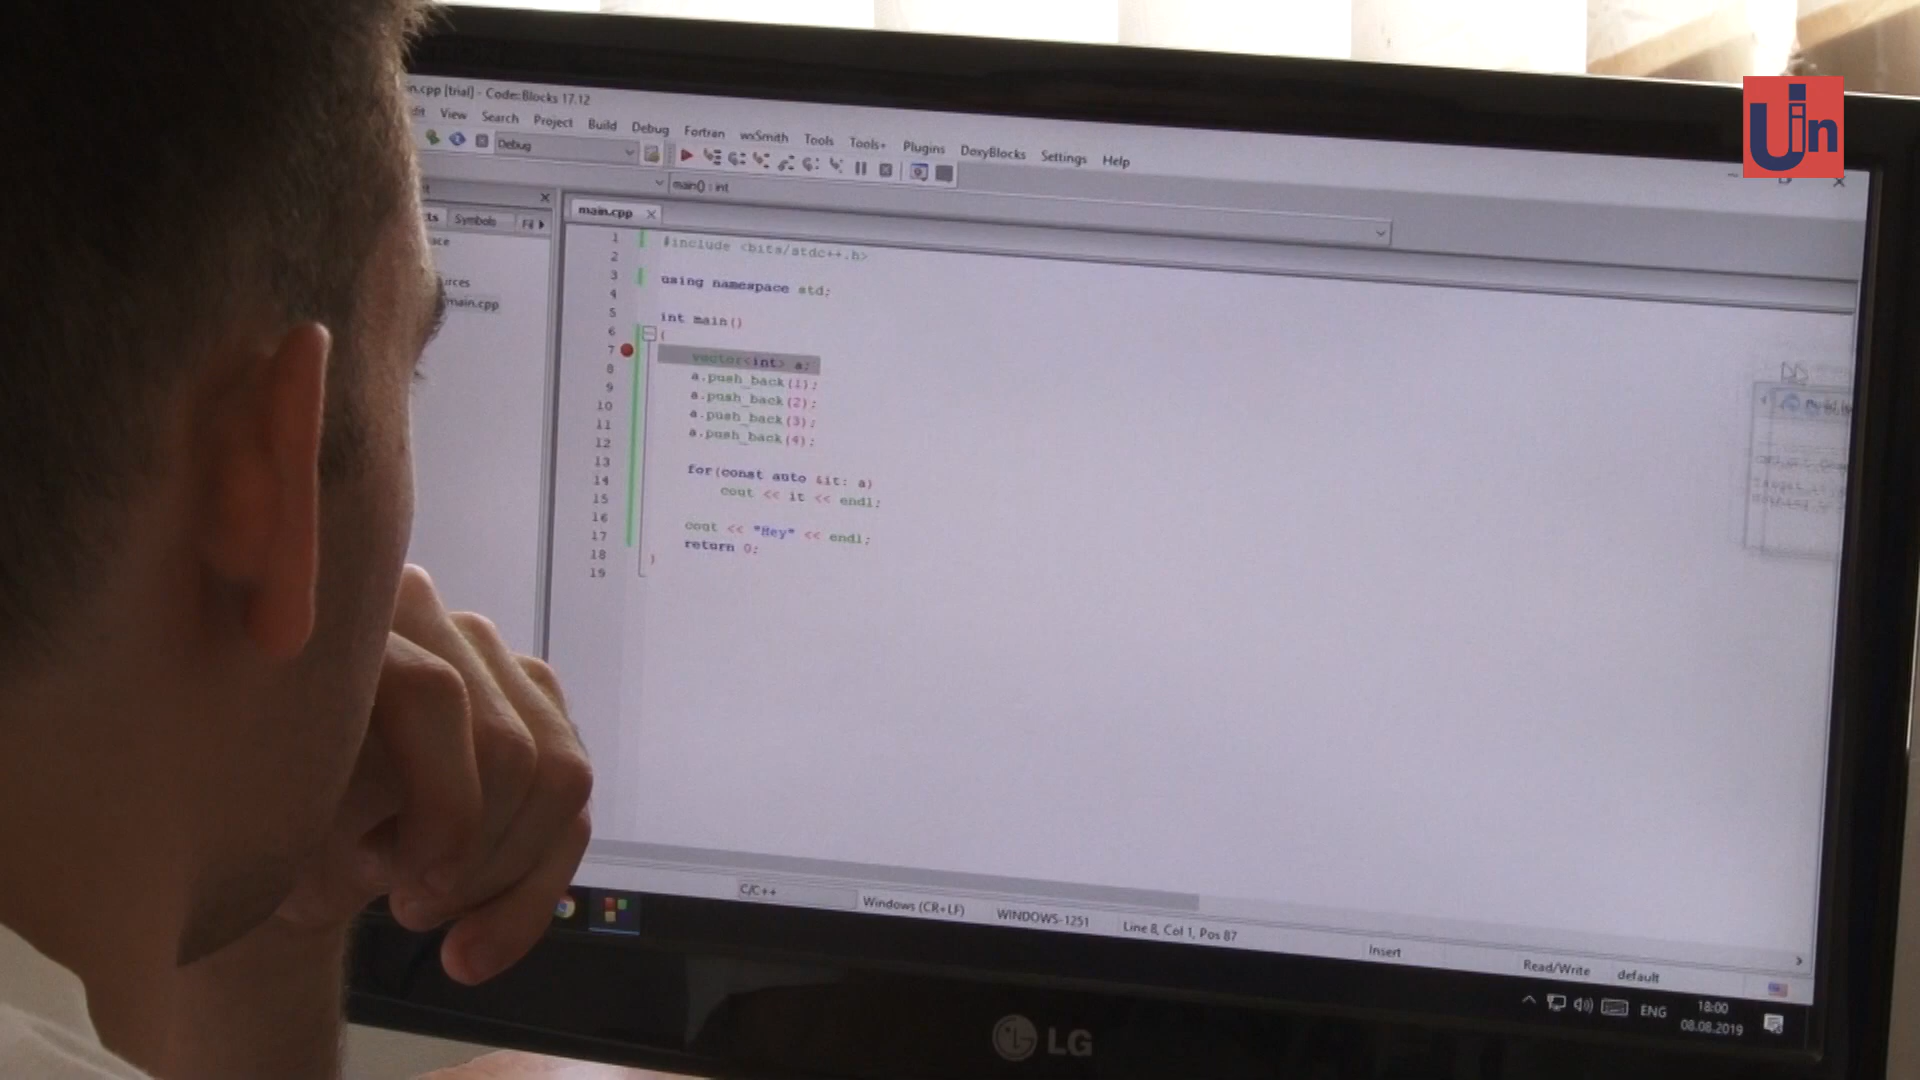 n.cpp [trial] - Code::Blocks 17.12
View Search Project Build Debug Fortran wxSmith Tools Tools+ Plugins DoxyBlocks Settings Help
Debug
main() : int
Symbols
main.cpp
main.cpp
1 #include <bits/stdc++.h>
2
3 using namespace std;
4
5 int main()
6 {
7 vector<int> a;
8 a.push_back(1);
9 a.push_back(2);
10 a.push_back(3);
11 a.push_back(4);
12
13 for(const auto &it: a)
14 cout << it << endl;
15
16 cout << "Hey" << endl;
17 return 0;
18 }
19
C/C++ Windows (CR+LF) WINDOWS-1251 Line 8, Col 1, Pos 87 Insert Read/Write default
ENG 18:00
08.08.2019
LG
Uin